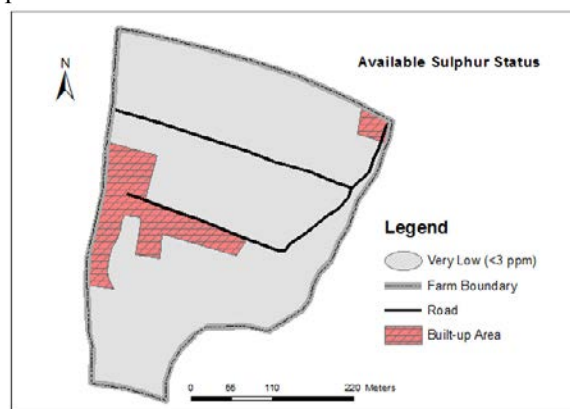 N
Available Sulphur Status
Legend
Very Low (<3 ppm)
Farm Boundary
Road
Built-up Area
0 55 110 220 Meters